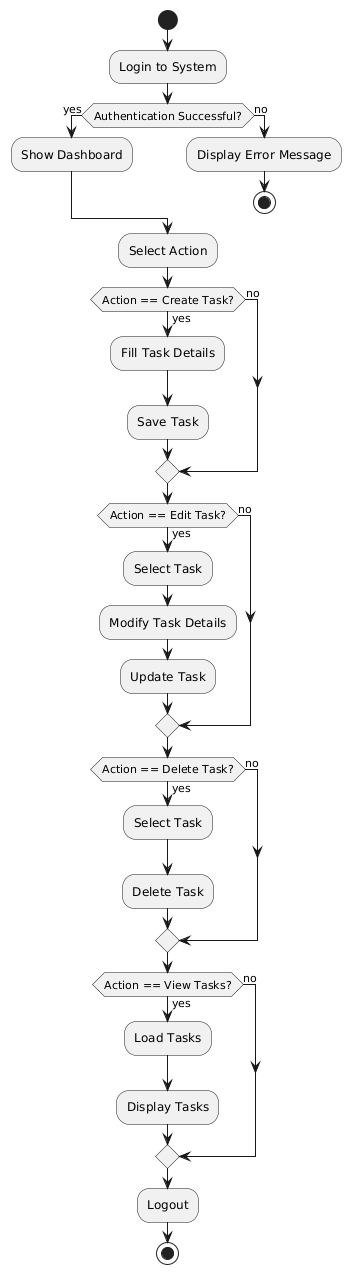 Login to System
yes
Authentication Successful?
no
Show Dashboard
Display Error Message
Select Action
Action == Create Task?
no
yes
Fill Task Details
Save Task
Action == Edit Task?
no
yes
Select Task
Modify Task Details
Update Task
Action == Delete Task?
no
yes
Select Task
Delete Task
Action == View Tasks?
no
yes
Load Tasks
Display Tasks
Logout